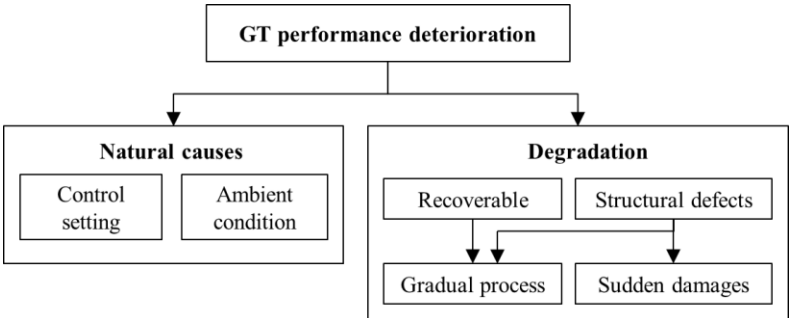 GT performance deterioration
Natural causes
Control
setting
Ambient
condition
Degradation
Recoverable
Structural defects
Gradual process
Sudden damages